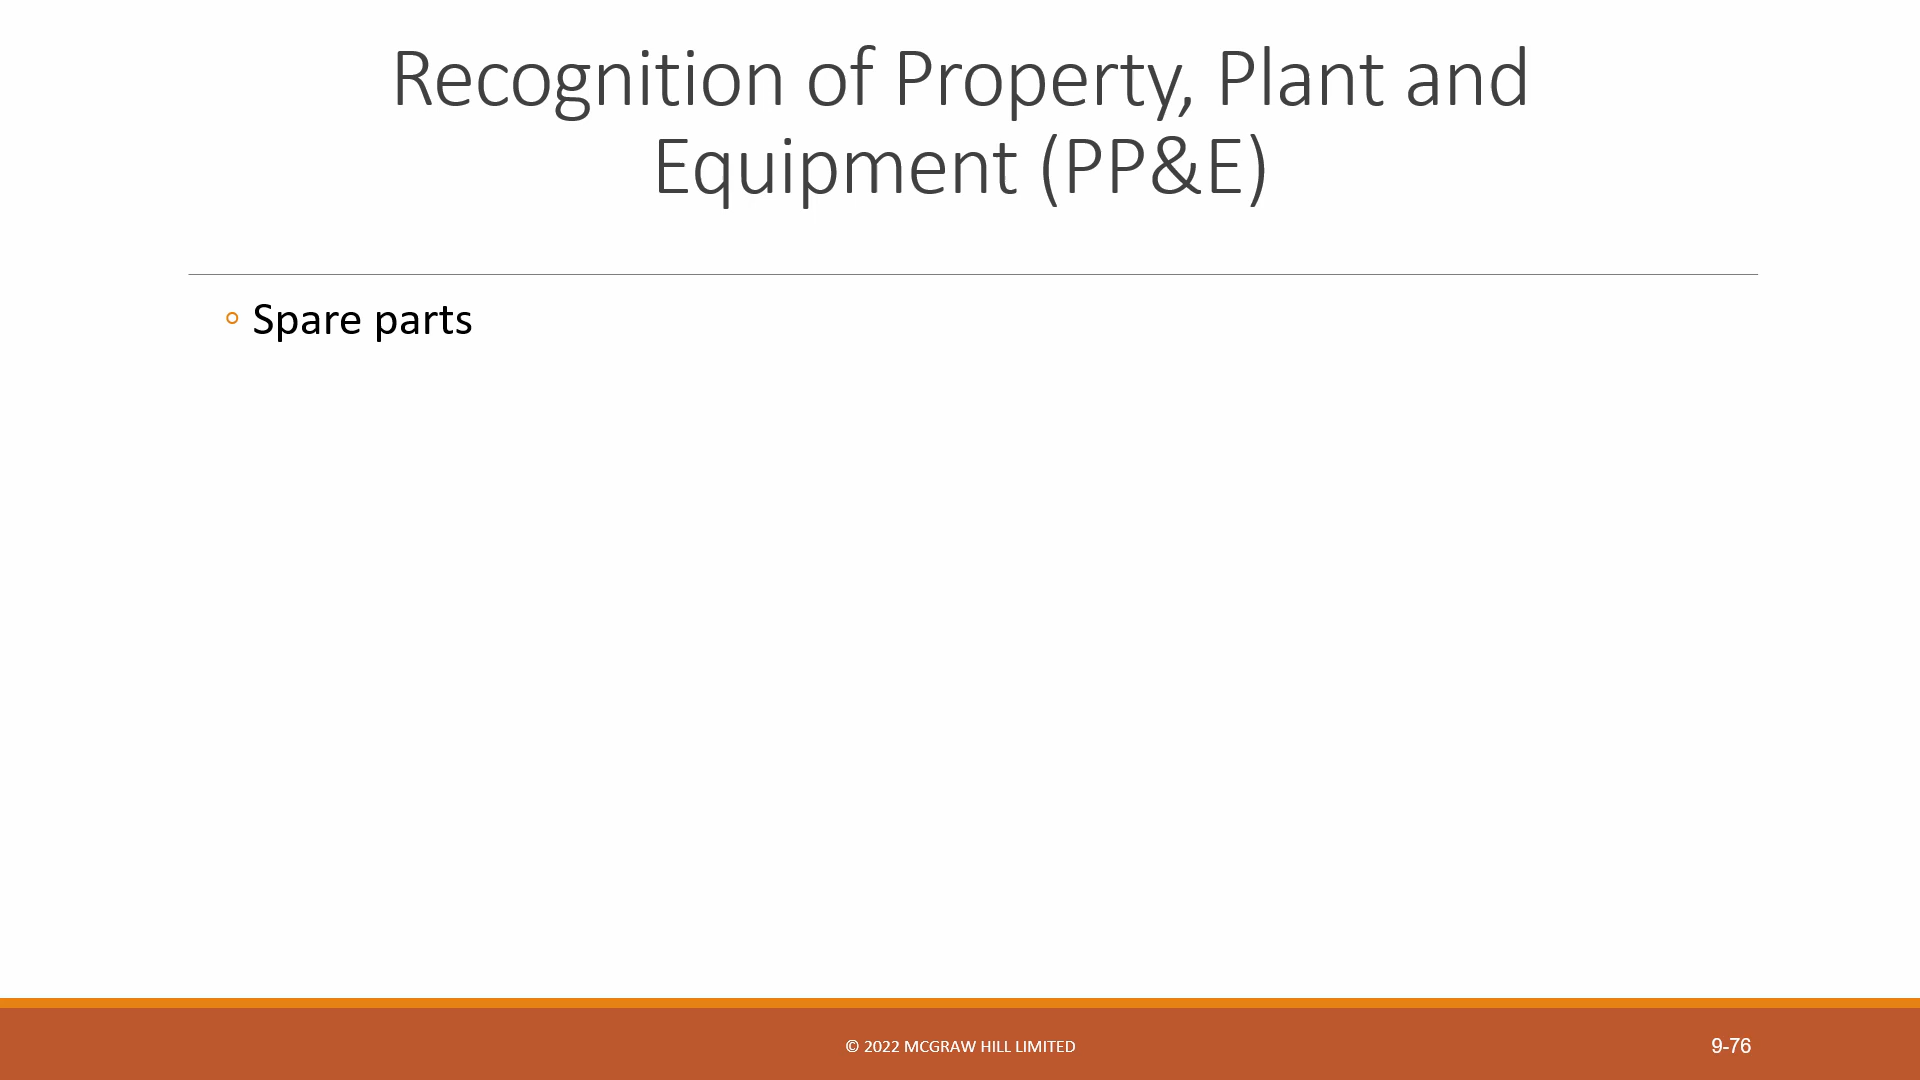 Recognition of Property, Plant and
Equipment (PP&E)
◦ Spare parts
© 2022 MCGRAW HILL LIMITED
9-76